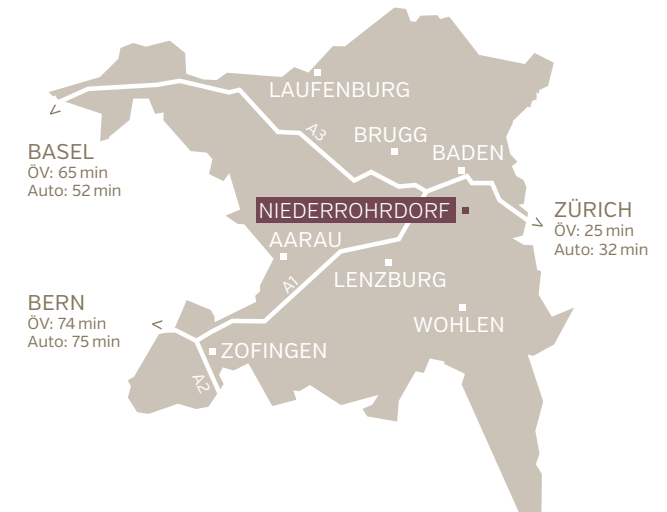 LAUFENBURG
A3
BRUGG
BADEN
BASEL
ÖV: 65 min
Auto: 52 min
NIEDERROHRDORF
ZÜRICH
ÖV: 25 min
Auto: 32 min
AARAU
LENZBURG
A1
BERN
ÖV: 74 min
Auto: 75 min
WOHLEN
ZOFINGEN
A2